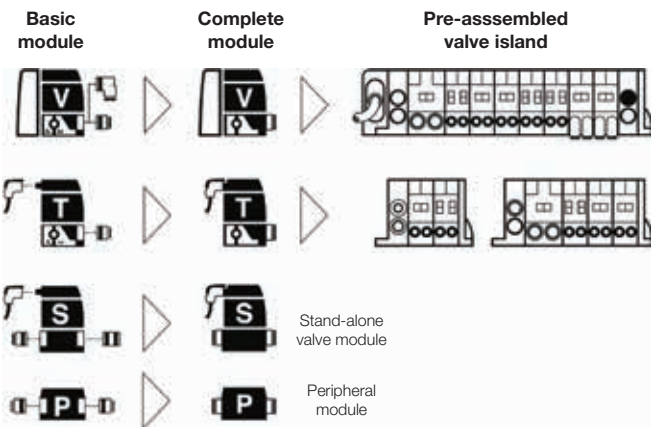 Basic
module
Complete
module
Pre-asssembled
valve island
V
V
T
T
S
S
Stand-alone
valve module
P
P
Peripheral
module